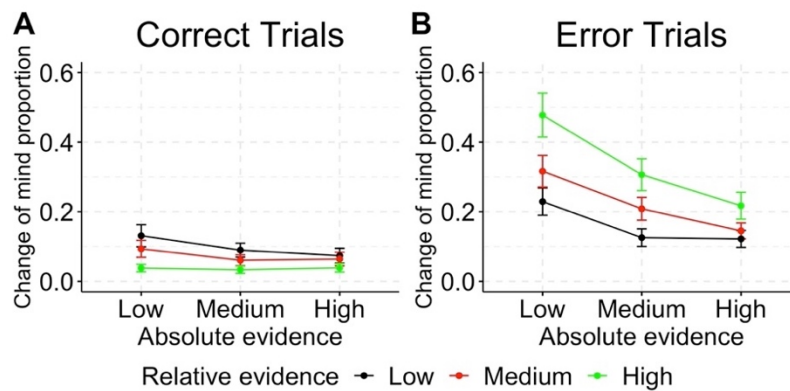 A Correct Trials
Change of mind proportion
0.6
0.4
0.2
0.0
Low Medium High
Absolute evidence
B Error Trials
Change of mind proportion
0.6
0.4
0.2
0.0
Low Medium High
Absolute evidence
Relative evidence Low Medium High